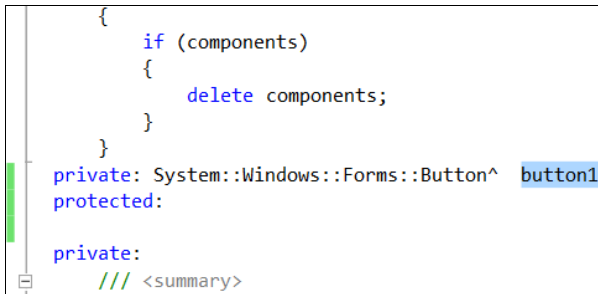 {
if (components)
{
delete components;
}
}
private: System::Windows::Forms::Button^  button1
protected:
private:
/// <summary>